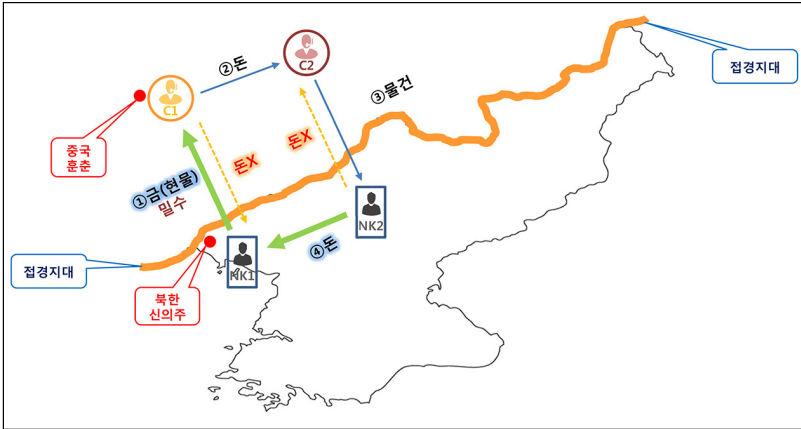 ②돈
C2
C1
③물건
접경지대
중국
훈춘
돈X
돈X
①금(현물)
밀수
NK2
④돈
NK1
접경지대
북한
신의주